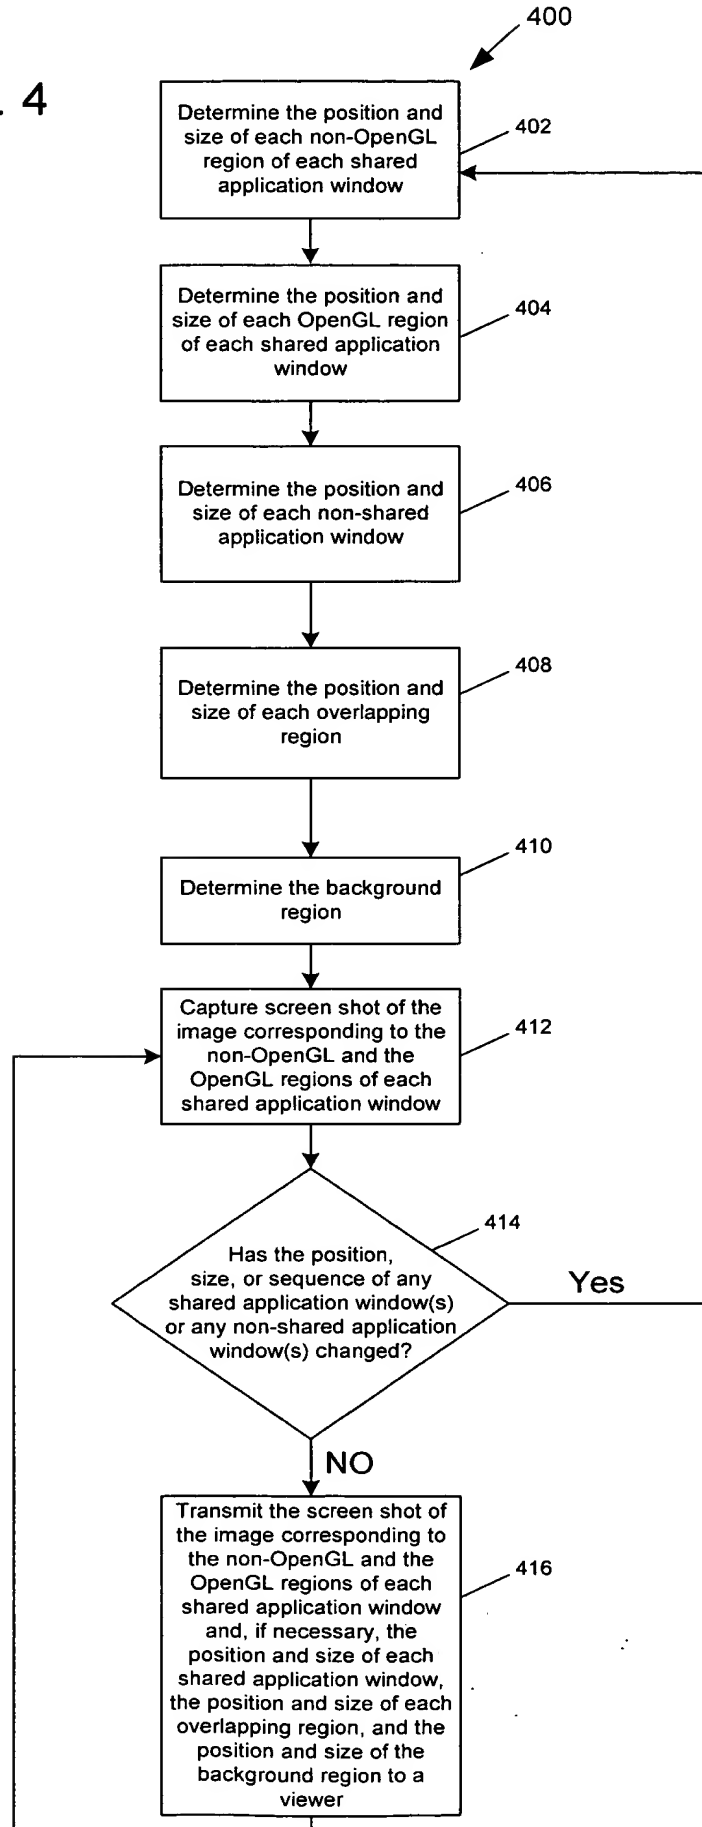 400
. 4
Determine the position and
size of each non-OpenGL
region of each shared
application window
402
Determine the position and
size of each OpenGL region
of each shared application
window
404
Determine the position and
size of each non-shared
application window
406
Determine the position and
size of each overlapping
region
408
Determine the background
region
410
Capture screen shot of the
image corresponding to the
non-OpenGL and the
OpenGL regions of each
shared application window
412
Has the position,
size, or sequence of any
shared application window(s)
or any non-shared application
window(s) changed?
414
Yes
NO
Transmit the screen shot of
the image corresponding to
the non-OpenGL and the
OpenGL regions of each
shared application window
and, if necessary, the
position and size of each
shared application window,
the position and size of each
overlapping region, and the
position and size of the
background region to a
viewer
416